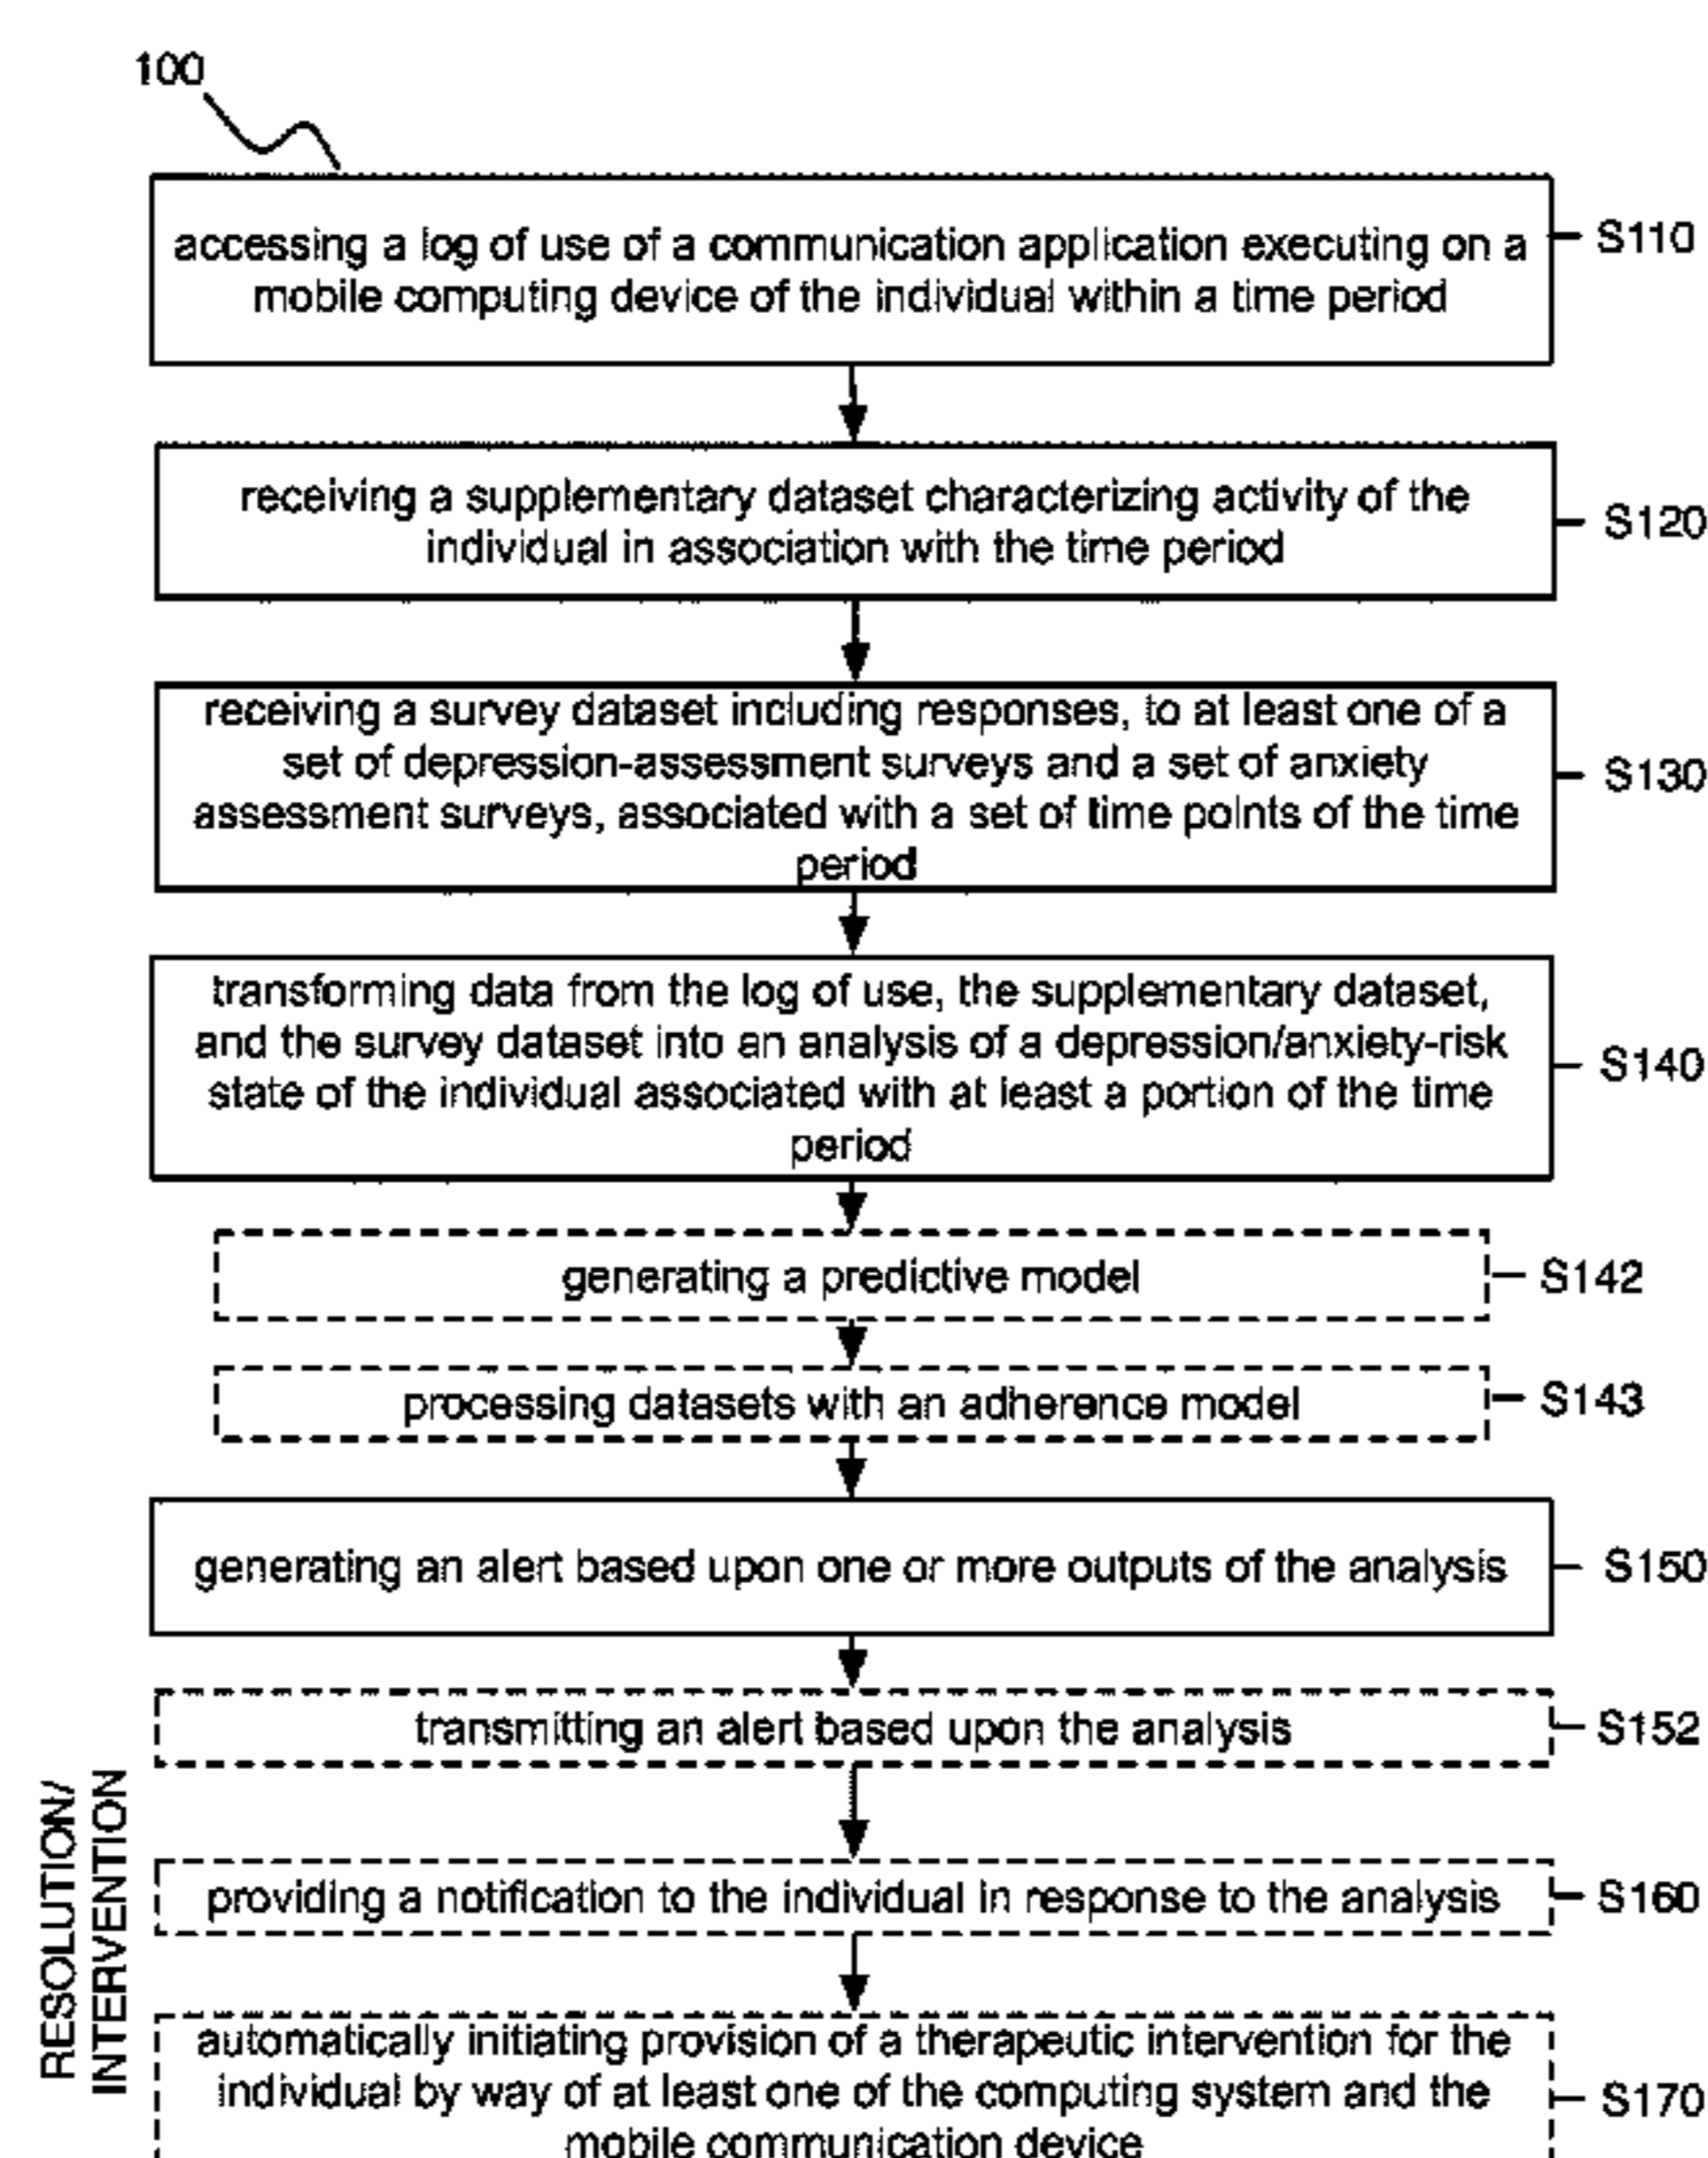 100
accessing a log of use of a communication application executing on a
mobile computing device of the individual within a time period
S110
receiving a supplementary dataset characterizing activity of the
individual in association with the time period
S120
receiving a survey dataset including responses, to at least one of a
set of depression-assessment surveys and a set of anxiety
assessment surveys, associated with a set of time points of the time
period
S130
transforming data from the log of use, the supplementary dataset,
and the survey dataset into an analysis of a depression/anxiety-risk
state of the individual associated with at least a portion of the time
period
S140
generating a predictive model
S142
processing datasets with an adherence model
S143
generating an alert based upon one or more outputs of the analysis
S150
transmitting an alert based upon the analysis
S152
RESOLUTION/
INTERVENTION
providing a notification to the individual in response to the analysis
S160
automatically initiating provision of a therapeutic intervention for the
individual by way of at least one of the computing system and the
mobile communication device
S170